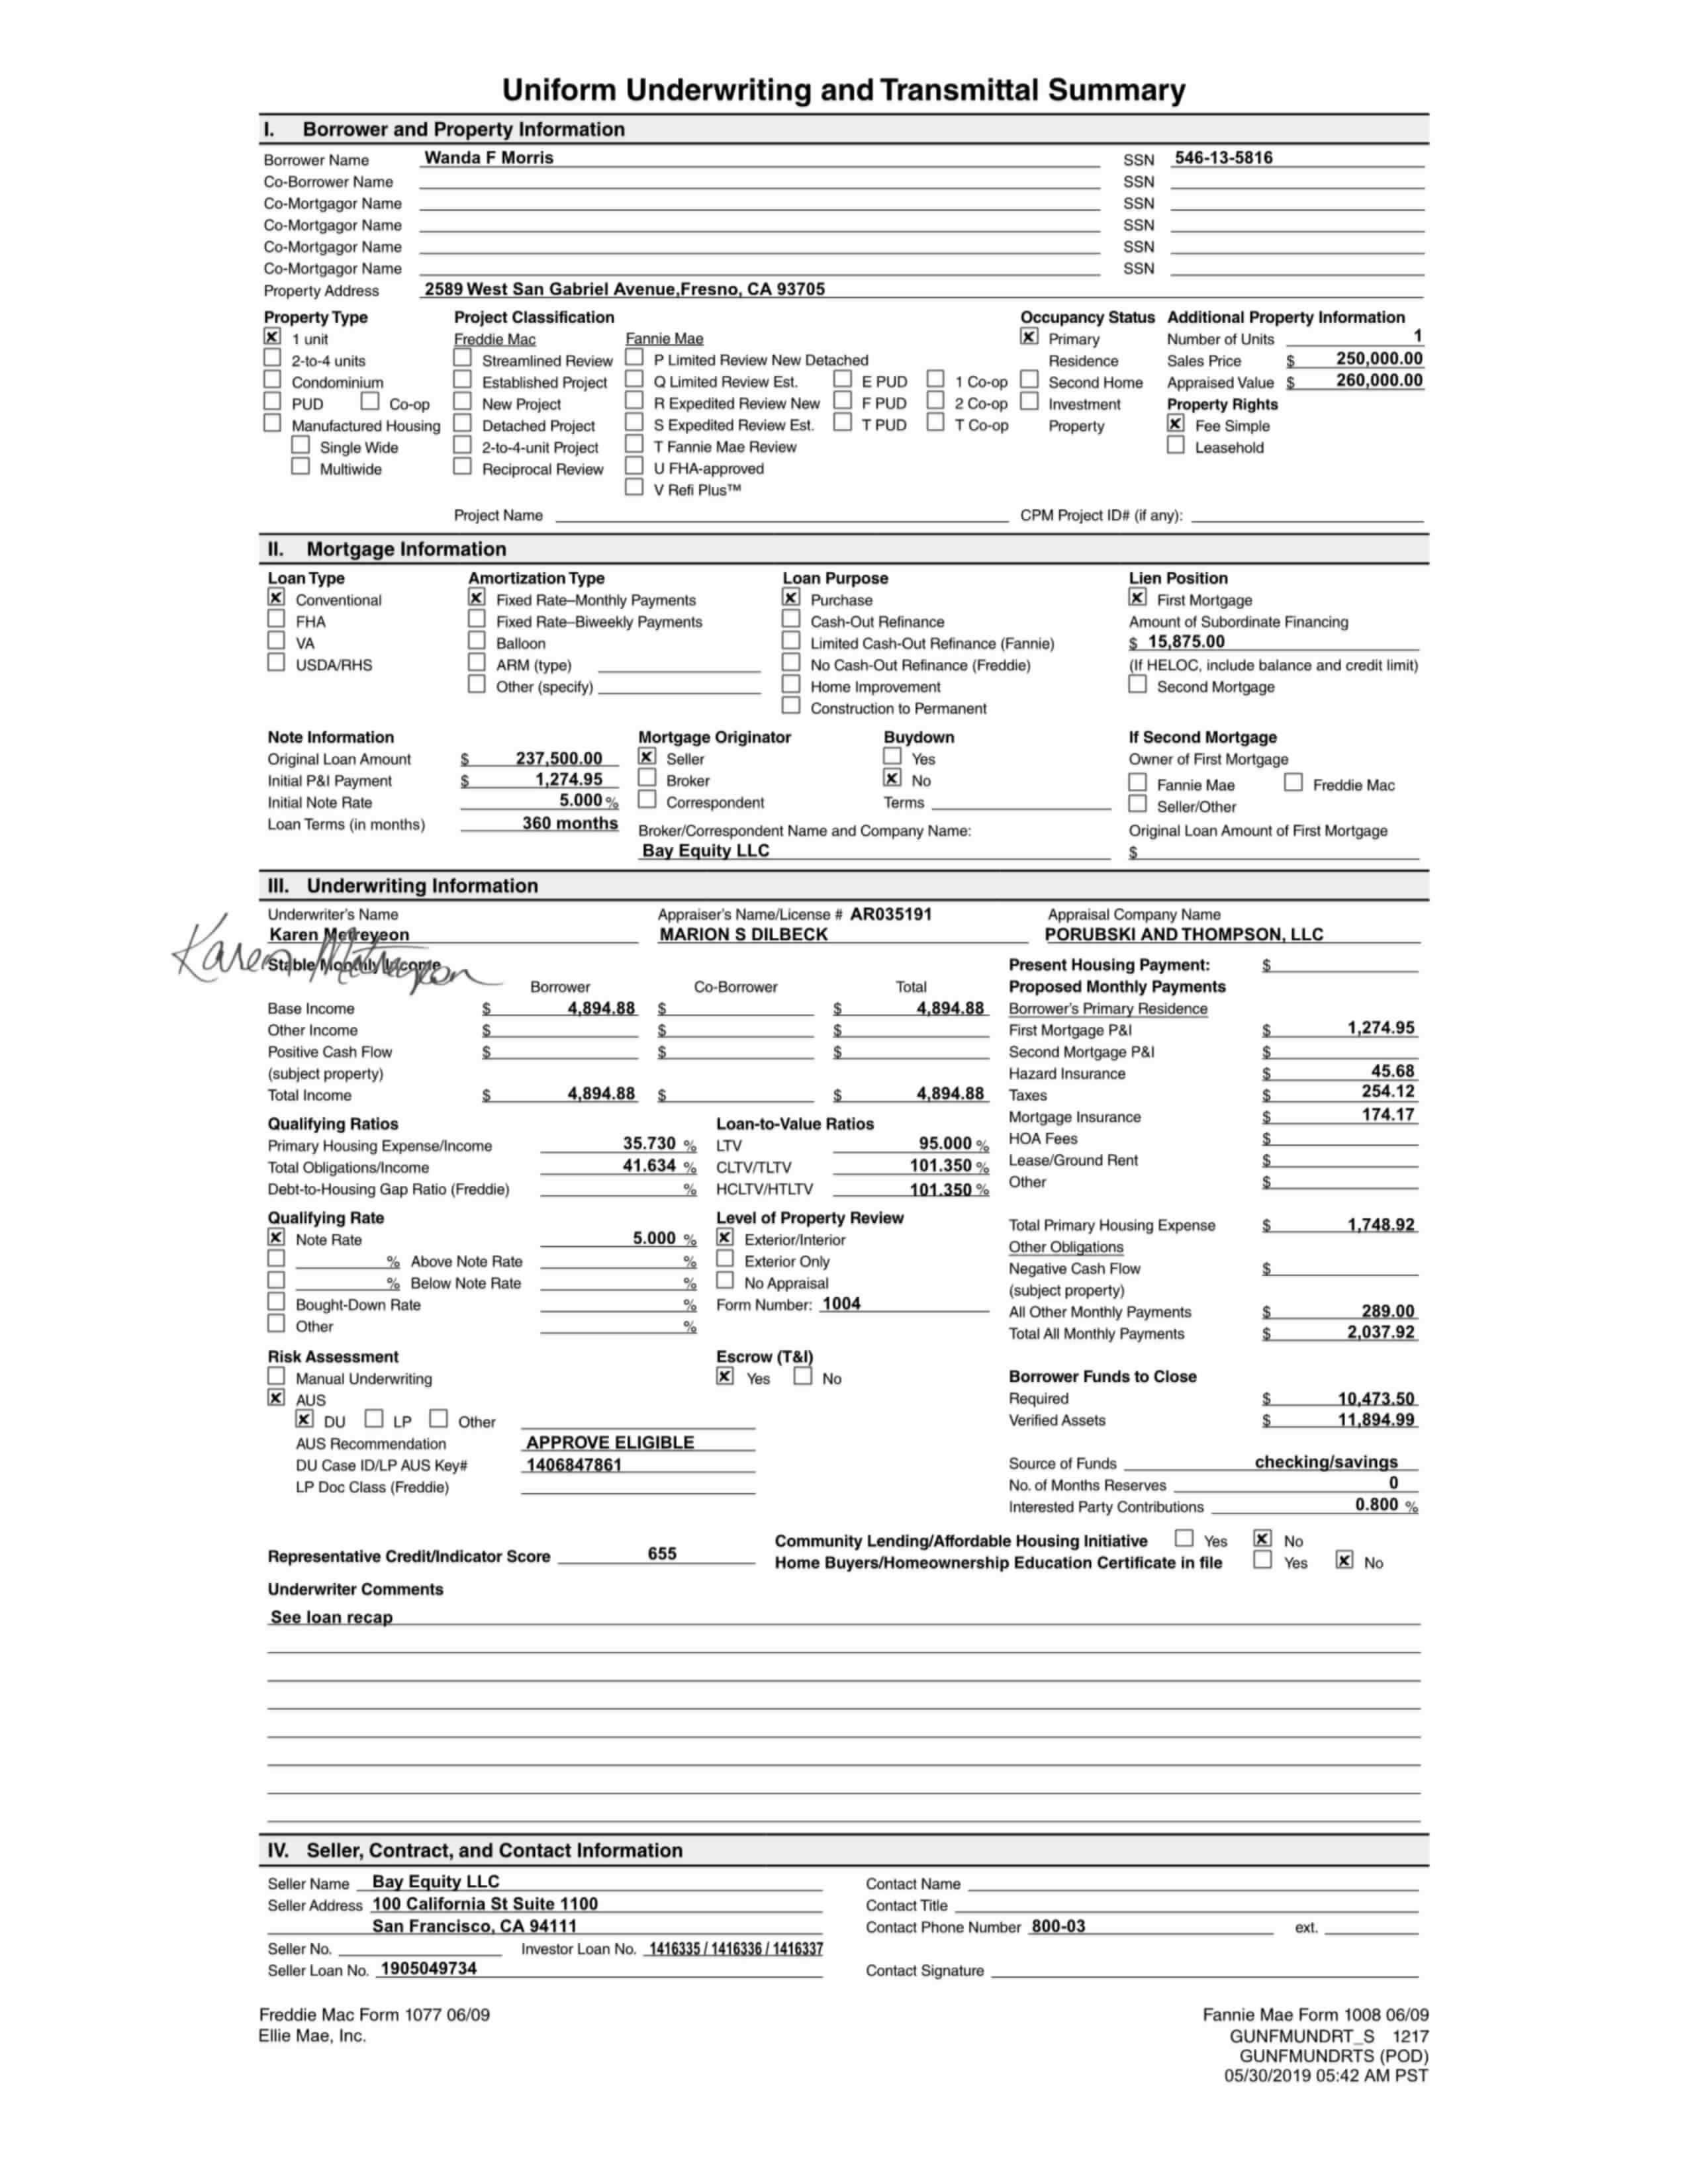 Uniform Underwriting and Transmittal Summary
I. Borrower and Property Information
Borrower Name Wanda F Morris SSN 546-13-5816
Co-Borrower Name SSN
Co-Mortgagor Name SSN
Co-Mortgagor Name SSN
Co-Mortgagor Name SSN
Co-Mortgagor Name SSN
Property Address 2589 West San Gabriel Avenue,Fresno, CA 93705
Property Type Project Classification Occupancy Status Additional Property Information
1 unit Freddie Mac Fannie Mae Primary Number of Units 1
2-to-4 units Streamlined Review P Limited Review New Detached Residence Sales Price $ 250,000.00
Condominium Established Project Q Limited Review Est. E PUD 1 Co-op Second Home Appraised Value $ 260,000.00
PUD Co-op New Project R Expedited Review New F PUD 2 Co-op Investment Property Rights
Manufactured Housing Detached Project S Expedited Review Est. T PUD T Co-op Property Fee Simple
Single Wide 2-to-4-unit Project T Fannie Mae Review Leasehold
Multiwide Reciprocal Review U FHA-approved
V Refi Plus™
Project Name CPM Project ID# (if any):
II. Mortgage Information
Loan Type Amortization Type Loan Purpose Lien Position
Conventional Fixed Rate–Monthly Payments Purchase First Mortgage
FHA Fixed Rate–Biweekly Payments Cash-Out Refinance Amount of Subordinate Financing
VA Balloon Limited Cash-Out Refinance (Fannie) $ 15,875.00
USDA/RHS ARM (type) No Cash-Out Refinance (Freddie) (If HELOC, include balance and credit limit)
Other (specify) Home Improvement Second Mortgage
Construction to Permanent
Note Information Mortgage Originator Buydown If Second Mortgage
Original Loan Amount $ 237,500.00 Seller Yes Owner of First Mortgage
Initial P&I Payment $ 1,274.95 Broker No Fannie Mae Freddie Mac
Initial Note Rate 5.000 % Correspondent Terms Seller/Other
Loan Terms (in months) 360 months Broker/Correspondent Name and Company Name: Original Loan Amount of First Mortgage
Bay Equity LLC $
III. Underwriting Information
Underwriter's Name Appraiser's Name/License # AR035191 Appraisal Company Name
Karen Metreyeon MARION S DILBECK PORUBSKI AND THOMPSON, LLC
Karen Metreyeon
Stable Monthly Income Present Housing Payment: $
Borrower Co-Borrower Total Proposed Monthly Payments
Base Income $ 4,894.88 $ $ 4,894.88 Borrower's Primary Residence
Other Income $ $ $ First Mortgage P&I $ 1,274.95
Positive Cash Flow $ $ $ Second Mortgage P&I $
(subject property) Hazard Insurance $ 45.68
Total Income $ 4,894.88 $ $ 4,894.88 Taxes $ 254.12
Qualifying Ratios Loan-to-Value Ratios Mortgage Insurance $ 174.17
Primary Housing Expense/Income 35.730 % LTV 95.000 % HOA Fees $
Total Obligations/Income 41.634 % CLTV/TLTV 101.350 % Lease/Ground Rent $
Debt-to-Housing Gap Ratio (Freddie) % HCLTV/HTLTV 101.350 % Other $
Qualifying Rate Level of Property Review Total Primary Housing Expense $ 1,748.92
Note Rate 5.000 % Exterior/Interior Other Obligations
% Above Note Rate % Exterior Only Negative Cash Flow $
% Below Note Rate % No Appraisal (subject property)
Bought-Down Rate % Form Number: 1004 All Other Monthly Payments $ 289.00
Other % Total All Monthly Payments $ 2,037.92
Risk Assessment Escrow (T&I)
Manual Underwriting Yes No Borrower Funds to Close
AUS Required $ 10,473.50
DU LP Other Verified Assets $ 11,894.99
AUS Recommendation APPROVE ELIGIBLE
DU Case ID/LP AUS Key# 1406847861 Source of Funds checking/savings
LP Doc Class (Freddie) No. of Months Reserves 0
Interested Party Contributions 0.800 %
Community Lending/Affordable Housing Initiative Yes No
Representative Credit/Indicator Score 655 Home Buyers/Homeownership Education Certificate in file Yes No
Underwriter Comments
See loan recap
IV. Seller, Contract, and Contact Information
Seller Name Bay Equity LLC Contact Name
Seller Address 100 California St Suite 1100 Contact Title
San Francisco, CA 94111 Contact Phone Number 800-03 ext.
Seller No. Investor Loan No. 1416335 / 1416336 / 1416337
Seller Loan No. 1905049734 Contact Signature
Freddie Mac Form 1077 06/09 Fannie Mae Form 1008 06/09
Ellie Mae, Inc. GUNFMUNDRT_S 1217
GUNFMUNDRTS (POD)
05/30/2019 05:42 AM PST